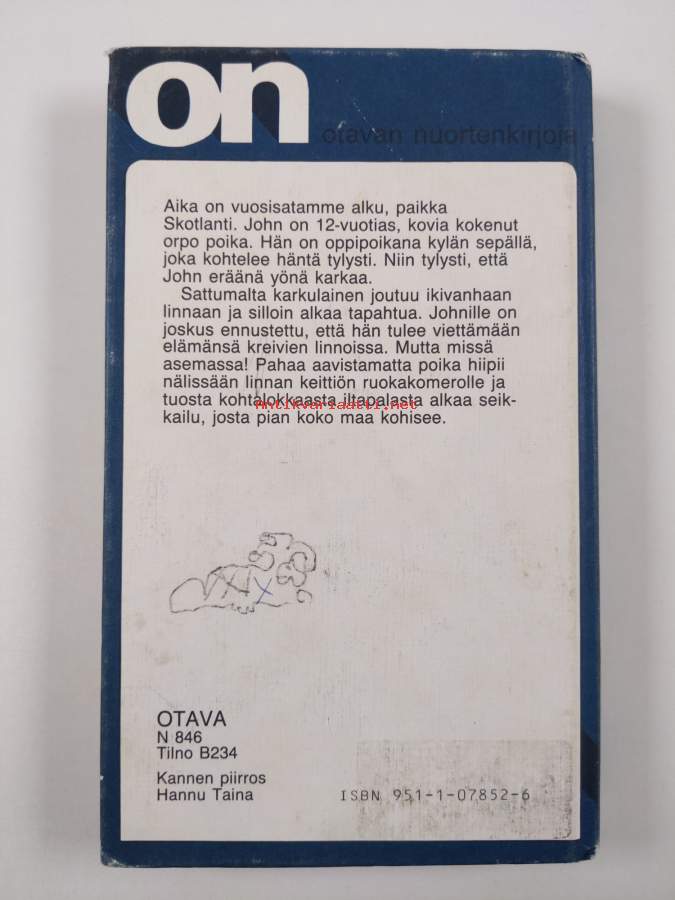 on
otavan nuortenkirjoja
Aika on vuosisatamme alku, paikka
Skotlanti. John on 12-vuotias, kovia kokenut
orpo poika. Hän on oppipoikana kylän sepällä,
joka kohtelee häntä tylysti. Niin tylysti, että
John eräänä yönä karkaa.
Sattumalta karkulainen joutuu ikivanhaan
linnaan ja silloin alkaa tapahtua. Johnille on
joskus ennustettu, että hän tulee viettämään
elämänsä kreivien linnoissa. Mutta missä
asemassa! Pahaa aavistamatta poika hiipii
nälissään linnan keittiön ruokakomerolle ja
tuosta kohtalokkaasta iltapalasta alkaa seik-
kailu, josta pian koko maa kohisee.
Antikvariaatti.net
OTAVA
N 846
Tilno B234
Kannen piirros
Hannu Taina
ISBN 951-1-07852-6